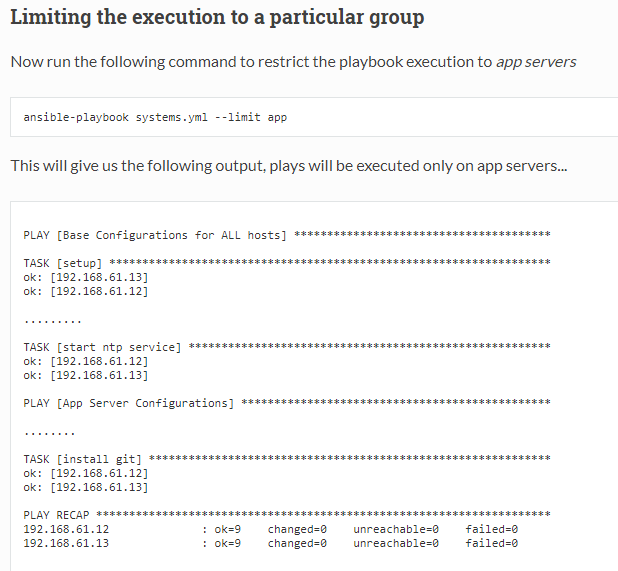 Limiting the execution to a particular group
Now run the following command to restrict the playbook execution to app servers
ansible-playbook systems.yml --limit app
This will give us the following output, plays will be executed only on app servers...
PLAY [Base Configurations for ALL hosts] ***************************************
TASK [setup] *******************************************************************
ok: [192.168.61.13]
ok: [192.168.61.12]
.........
TASK [start ntp service] *******************************************************
ok: [192.168.61.12]
ok: [192.168.61.13]
PLAY [App Server Configurations] ***********************************************
........
TASK [install git] *************************************************************
ok: [192.168.61.12]
ok: [192.168.61.13]
PLAY RECAP *********************************************************************
192.168.61.12              : ok=9    changed=0    unreachable=0    failed=0
192.168.61.13              : ok=9    changed=0    unreachable=0    failed=0